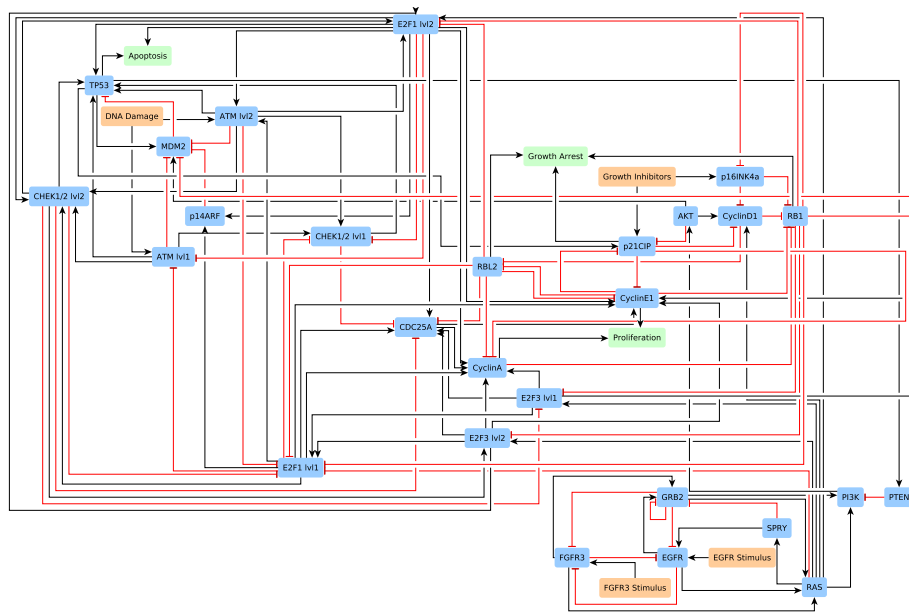 E2F1 lvl2
Apoptosis
TP53
DNA Damage
ATM lvl2
MDM2
Growth Arrest
Growth Inhibitors
p16INK4a
CHEK1/2 lvl2
p14ARF
AKT
CyclinD1
RB1
CHEK1/2 lvl1
p21CIP
ATM lvl1
RBL2
CyclinE1
CDC25A
Proliferation
CyclinA
E2F3 lvl1
E2F3 lvl2
E2F1 lvl1
GRB2
PI3K
PTEN
SPRY
FGFR3
EGFR
EGFR Stimulus
FGFR3 Stimulus
RAS